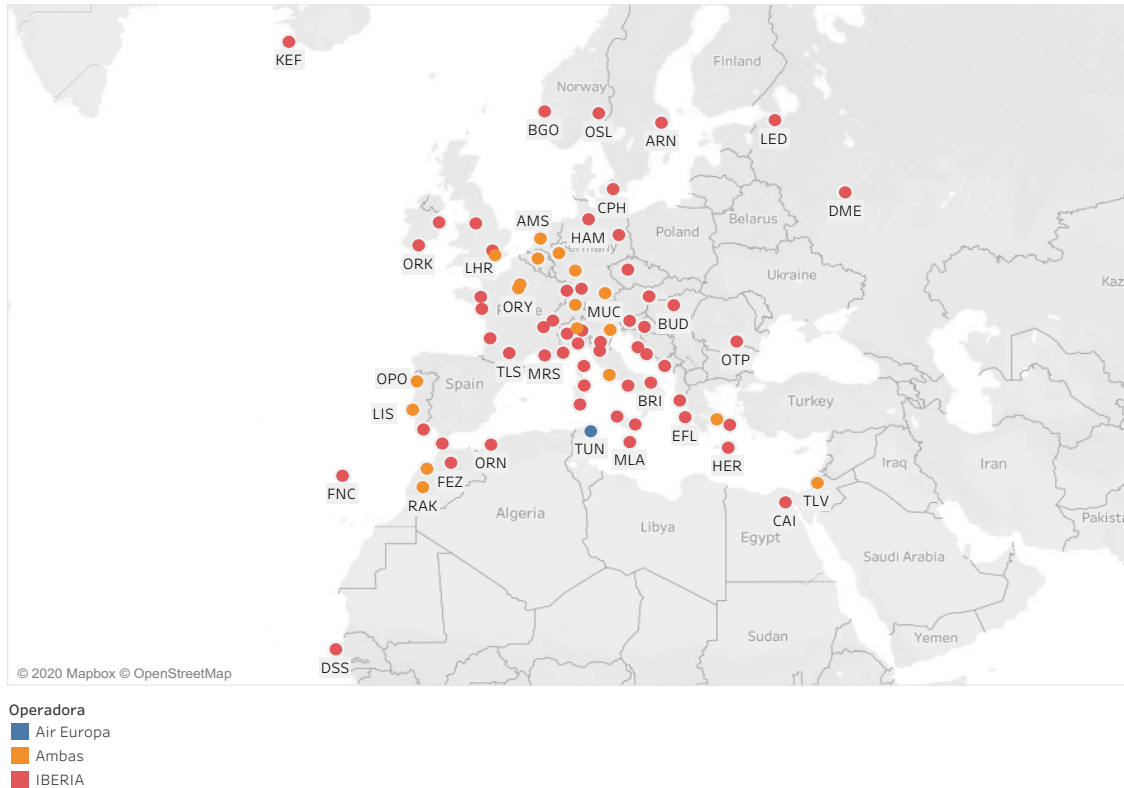 KEF
Finland
Norway
BGO
OSL
ARN
LED
DME
CPH
AMS
HAM
Belarus
Poland
ORK
LHR
Ukraine
Kaz
ORY
MUC
BUD
OTP
TLS
MRS
OPO
Spain
BRI
Turkey
LIS
EFL
TUN
MLA
ORN
FEZ
HER
Iraq
Iran
FNC
RAK
TLV
CAI
Algeria
Libya
Egypt
Pakista
Saudi Arabia
Sudan
Yemen
DSS
© 2020 Mapbox © OpenStreetMap
Operadora
Air Europa
Ambas
IBERIA